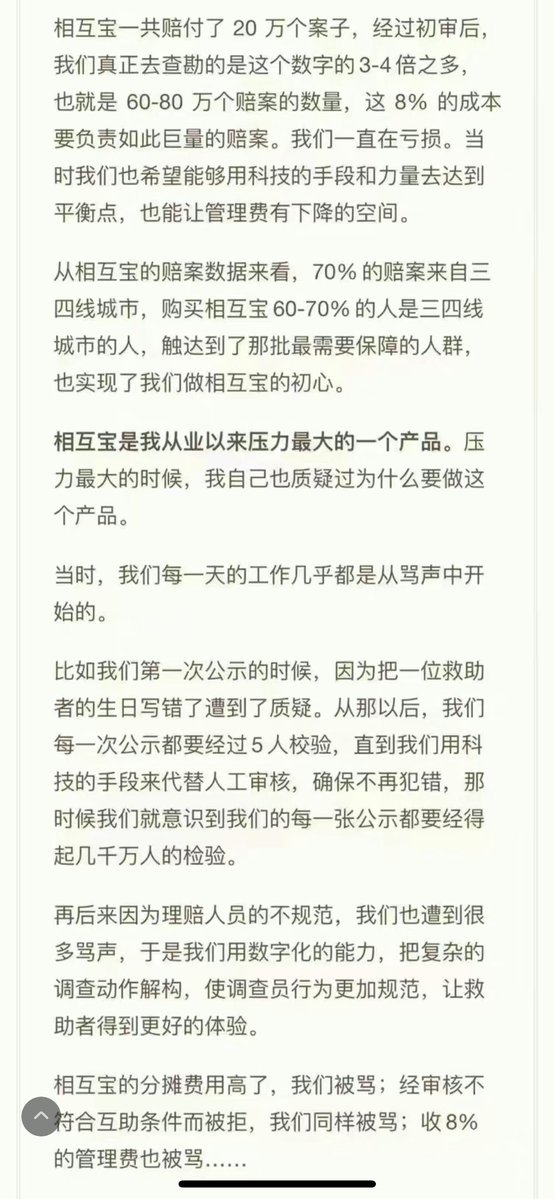 相互宝一共赔付了 20 万个案子，经过初审后，
我们真正去查勘的是这个数字的3-4倍之多，
也就是 60-80 万个赔案的数量，这 8% 的成本
要负责如此巨量的赔案。我们一直在亏损。当
时我们也希望能够用科技的手段和力量去达到
平衡点，也能让管理费有下降的空间。
从相互宝的赔案数据来看，70%的赔案来自三
四线城市，购买相互宝60-70%的人是三四线
城市的人，触达到了那批最需要保障的人群，
也实现了我们做相互宝的初心。
相互宝是我从业以来压力最大的一个产品。压
力最大的时候，我自己也质疑过为什么要做这
个产品。
当时，我们每一天的工作几乎都是从骂声中开
始的。
比如我们第一次公示的时候，因为把一位救助
者的生日写错了遭到了质疑。从那以后，我们
每一次公示都要经过5人校验，直到我们用科
技的手段来代替人工审核，确保不再犯错，那
时候我们就意识到我们的每一张公示都要经得
起几千万人的检验。
再后来因为理赔人员的不规范，我们也遭到很
多骂声，于是我们用数字化的能力，把复杂的
调查动作解构，使调查员行为更加规范，让救
助者得到更好的体验。
相互宝的分摊费用高了，我们被骂；经审核不
符合互助条件而被拒，我们同样被骂；收8%
的管理费也被骂……